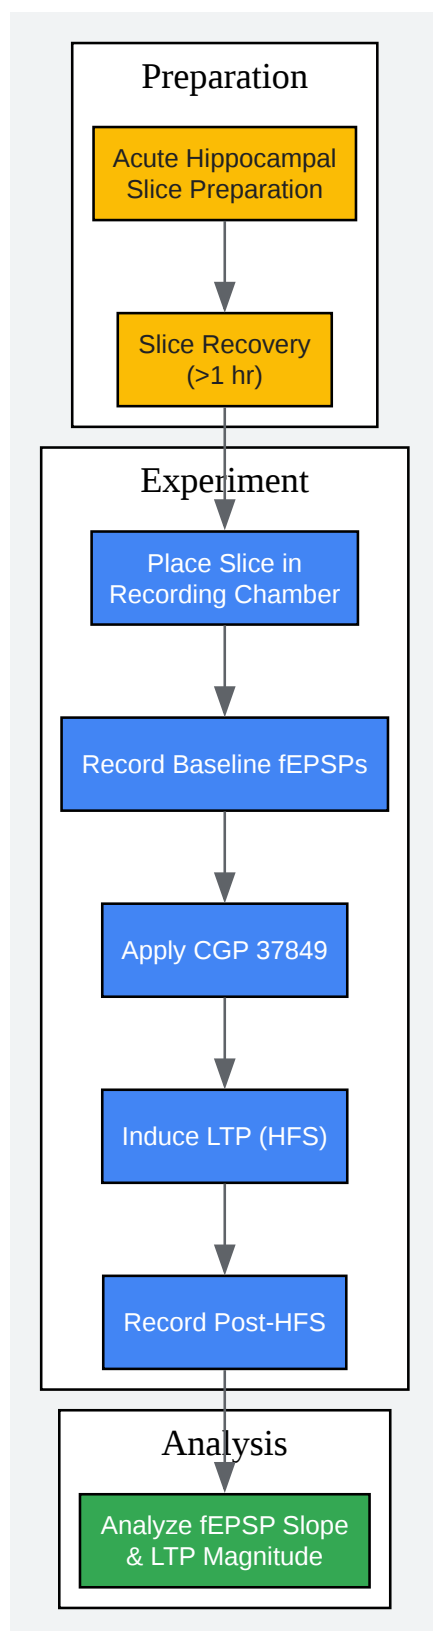 Preparation
Acute Hippocampal
Slice Preparation
Slice Recovery
(>1 hr)
Experiment
Place Slice in
Recording Chamber
Record Baseline fEPSPs
Apply CGP 37849
Induce LTP (HFS)
Record Post-HFS
Analysis
Analyze fEPSP Slope
& LTP Magnitude